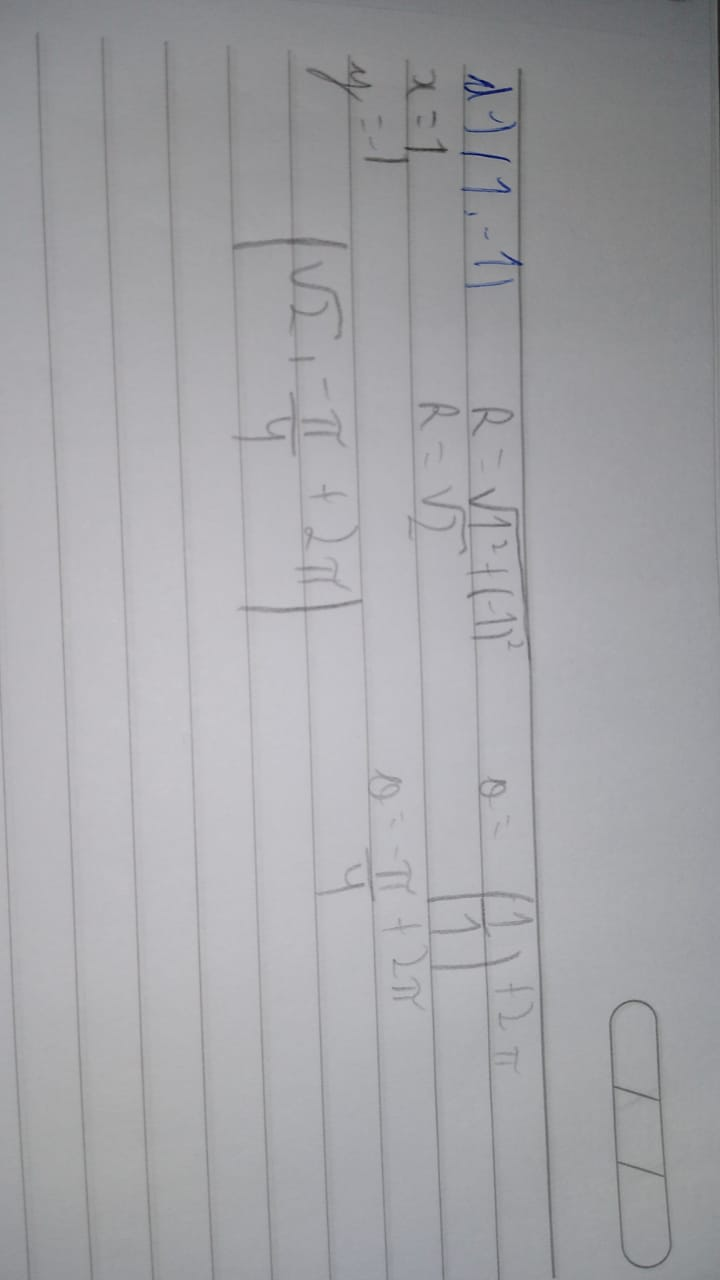 d) (1,-1) R = √1²+(-1)² θ = (1/1) + 2π
x = 1 R = √2
y = -1 θ = -π/4 + 2π
(√2, -π/4 + 2π)